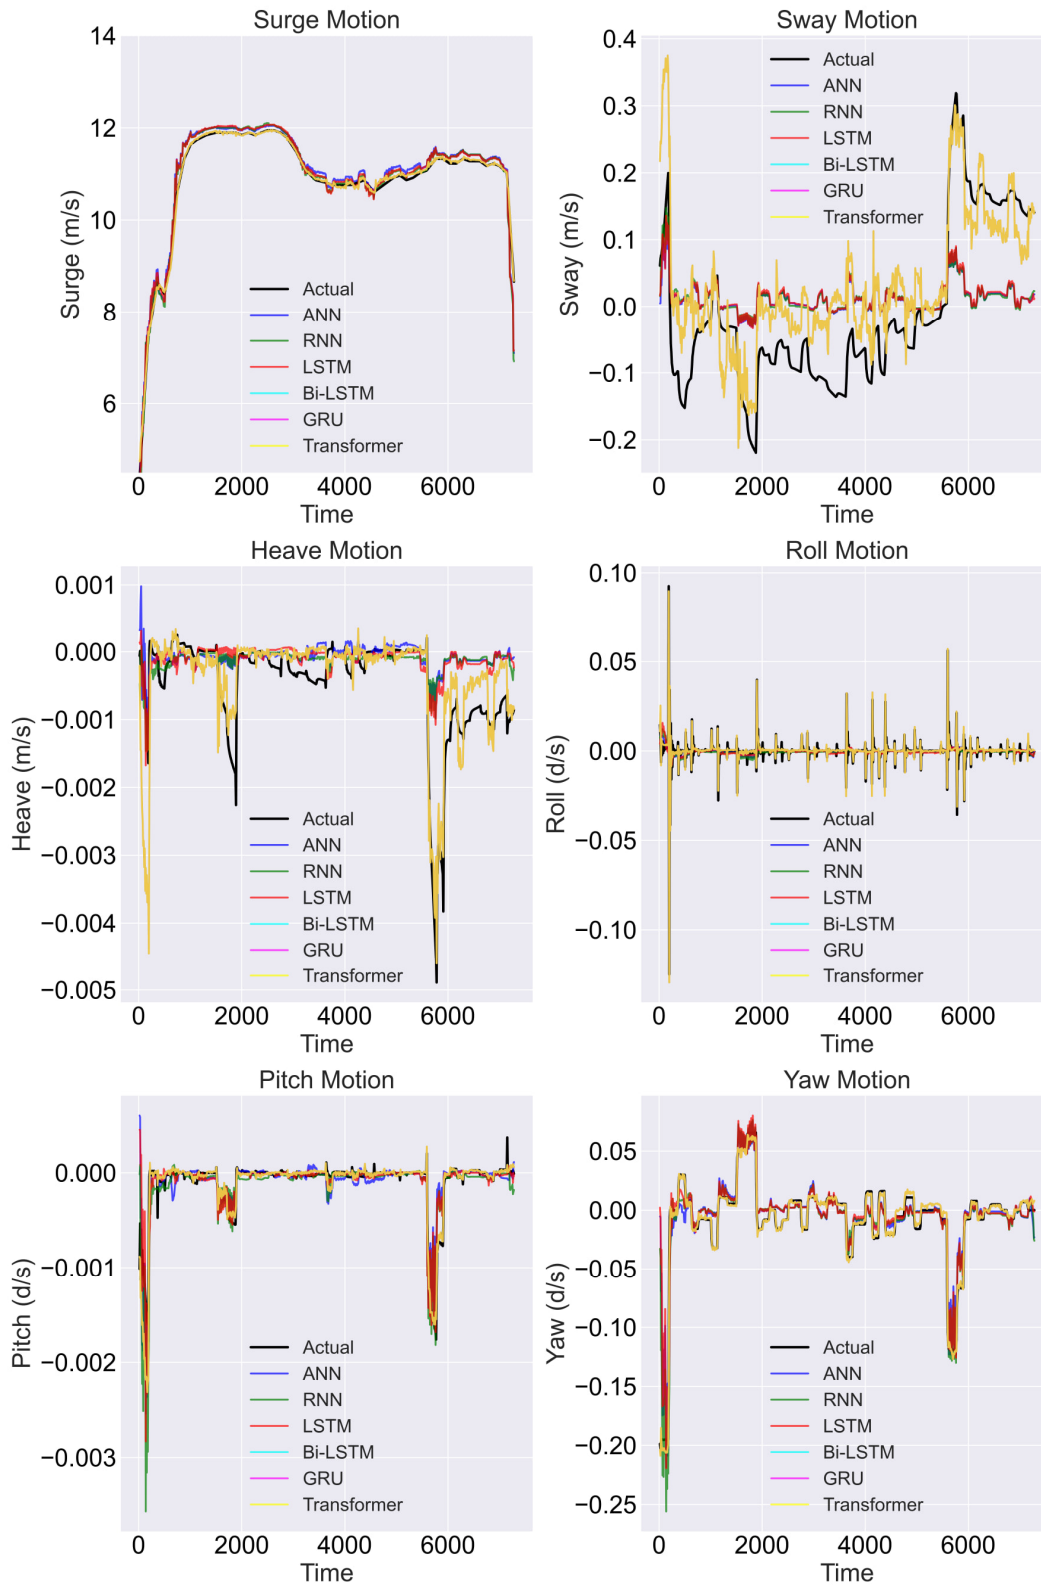 Surge Motion
14
12
10
8
6
Surge (m/s)
Actual
ANN
RNN
LSTM
Bi-LSTM
GRU
Transformer
0 2000 4000 6000
Time
Sway Motion
0.4
0.3
0.2
0.1
0.0
−0.1
−0.2
Sway (m/s)
Actual
ANN
RNN
LSTM
Bi-LSTM
GRU
Transformer
0 2000 4000 6000
Time
Heave Motion
0.001
0.000
−0.001
−0.002
−0.003
−0.004
−0.005
Heave (m/s)
Actual
ANN
RNN
LSTM
Bi-LSTM
GRU
Transformer
0 2000 4000 6000
Time
Roll Motion
0.10
0.05
0.00
−0.05
−0.10
Roll (d/s)
Actual
ANN
RNN
LSTM
Bi-LSTM
GRU
Transformer
0 2000 4000 6000
Time
Pitch Motion
0.000
−0.001
−0.002
−0.003
Pitch (d/s)
Actual
ANN
RNN
LSTM
Bi-LSTM
GRU
Transformer
0 2000 4000 6000
Time
Yaw Motion
0.05
0.00
−0.05
−0.10
−0.15
−0.20
−0.25
Yaw (d/s)
Actual
ANN
RNN
LSTM
Bi-LSTM
GRU
Transformer
0 2000 4000 6000
Time